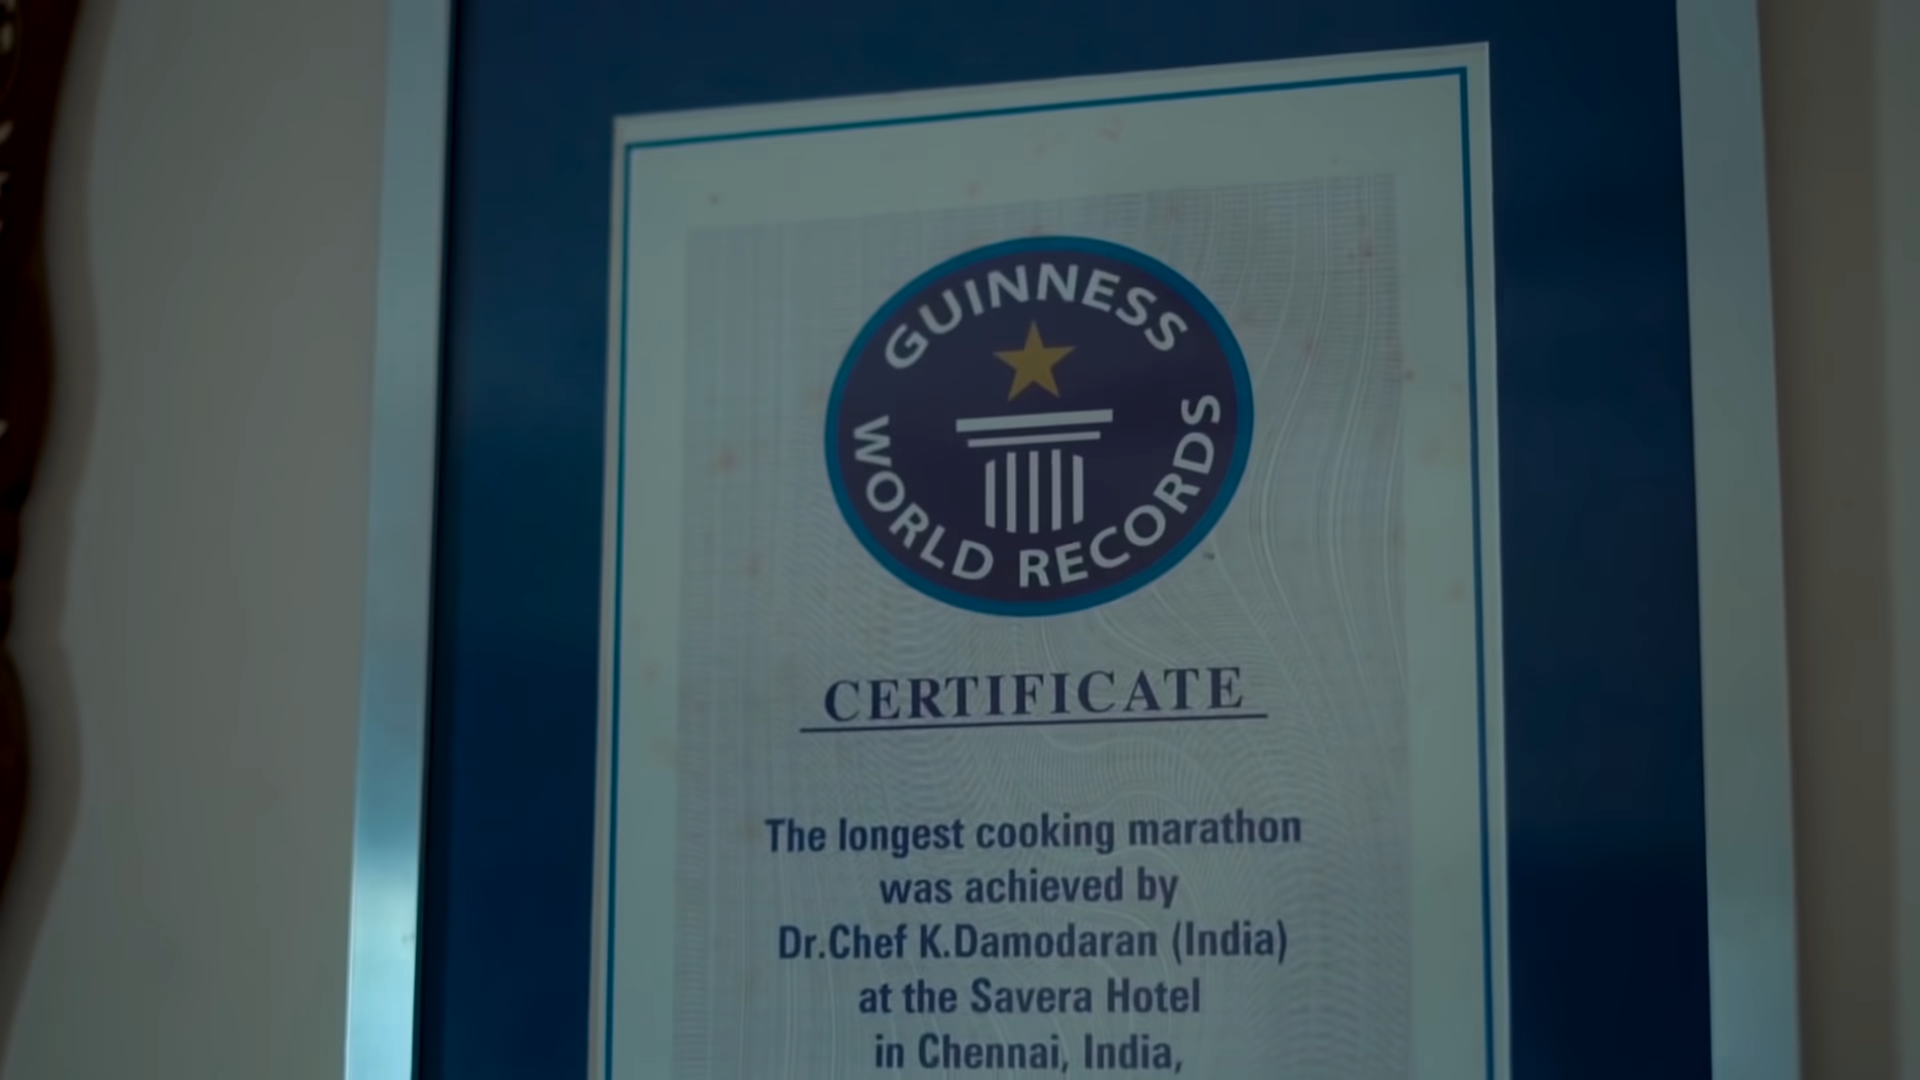 GUINNESS
WORLD RECORDS
CERTIFICATE
The longest cooking marathon
was achieved by
Dr.Chef K.Damodaran (India)
at the Savera Hotel
in Chennai, India,